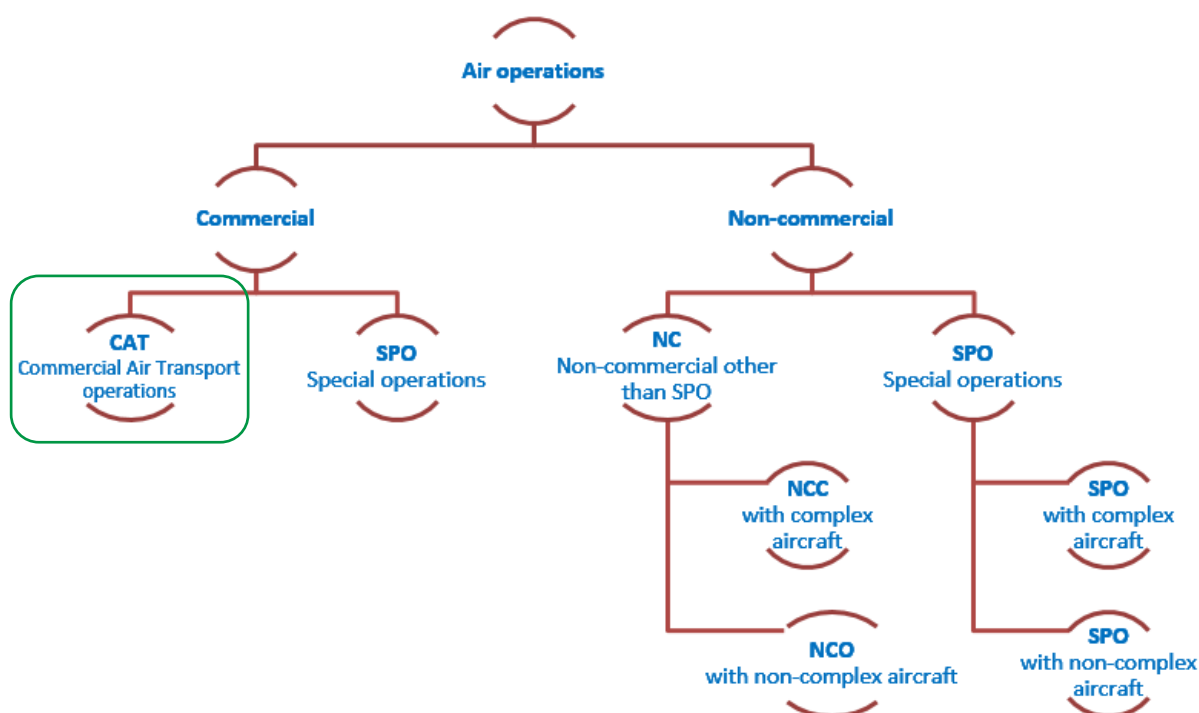 Air operations
Commercial
Non-commercial
CAT
Commercial Air Transport
operations
SPO
Special operations
NC
Non-commercial other
than SPO
SPO
Special operations
NCC
with complex
aircraft
SPO
with complex
aircraft
NCO
with non-complex aircraft
SPO
with non-complex
aircraft